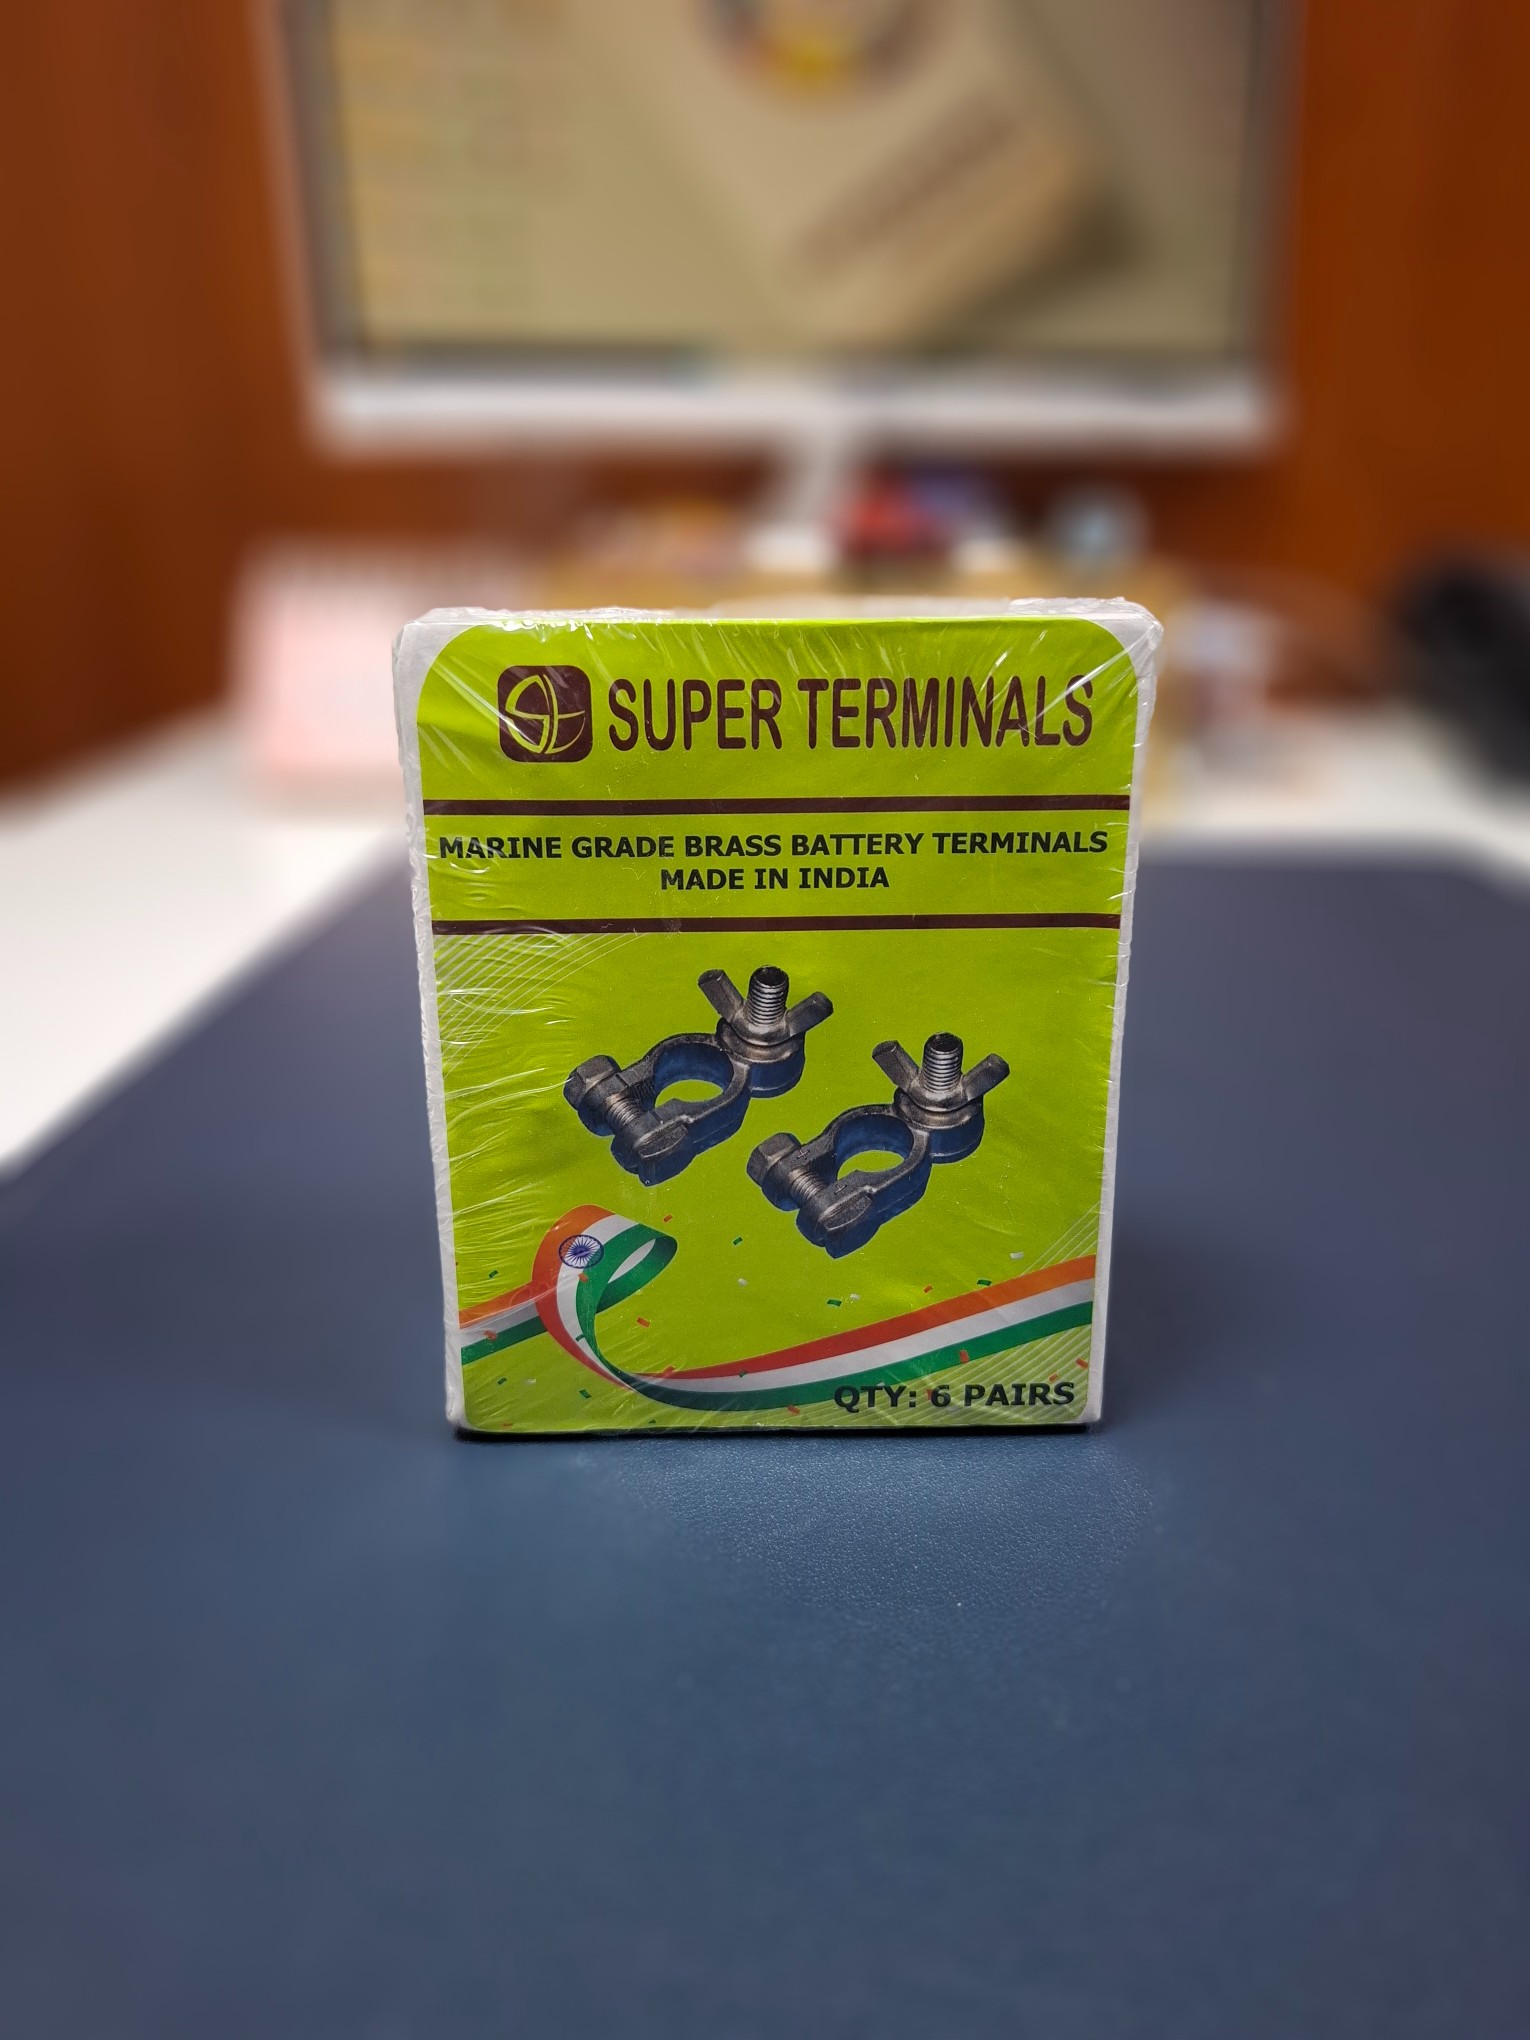 SUPER TERMINALS
MARINE GRADE BRASS BATTERY TERMINALS
MADE IN INDIA
QTY: 6 PAIRS